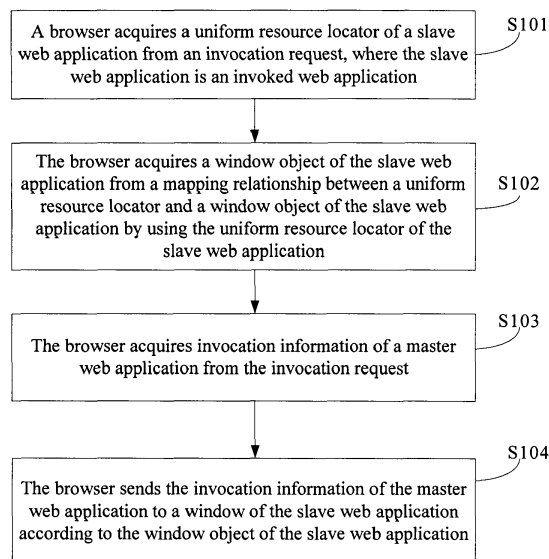 A browser acquires a uniform resource locator of a slave
web application from an invocation request, where the slave
web application is an invoked web application
S101
The browser acquires a window object of the slave web
application from a mapping relationship between a uniform
resource locator and a window object of the slave web
application by using the uniform resource locator of the
slave web application
S102
The browser acquires invocation information of a master
web application from the invocation request
S103
The browser sends the invocation information of the master
web application to a window of the slave web application
according to the window object of the slave web application
S104